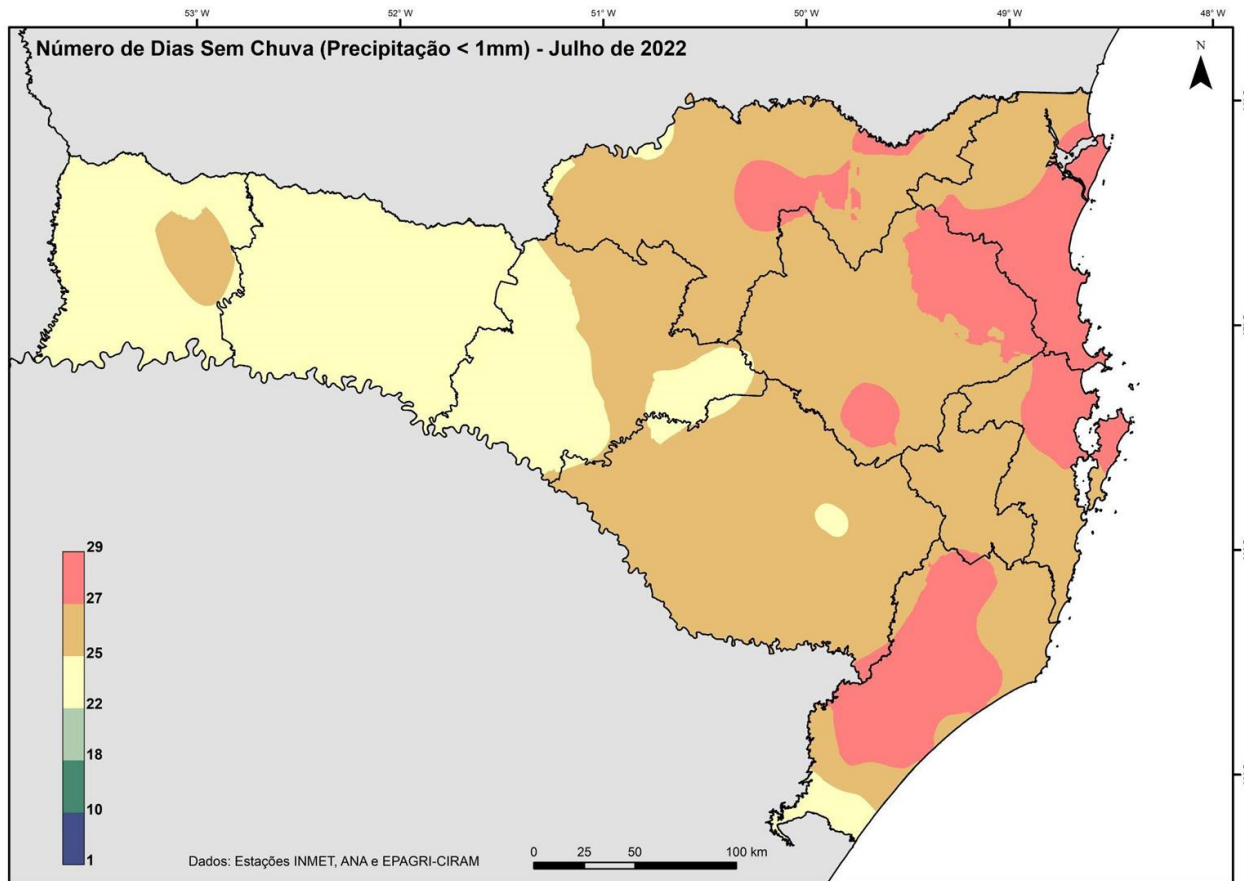 53° W 52° W 51° W 50° W 49° W 48° W
Número de Dias Sem Chuva (Precipitação < 1mm) - Julho de 2022
N
29
27
25
22
18
10
1
Dados: Estações INMET, ANA e EPAGRI-CIRAM
0 25 50 100 km